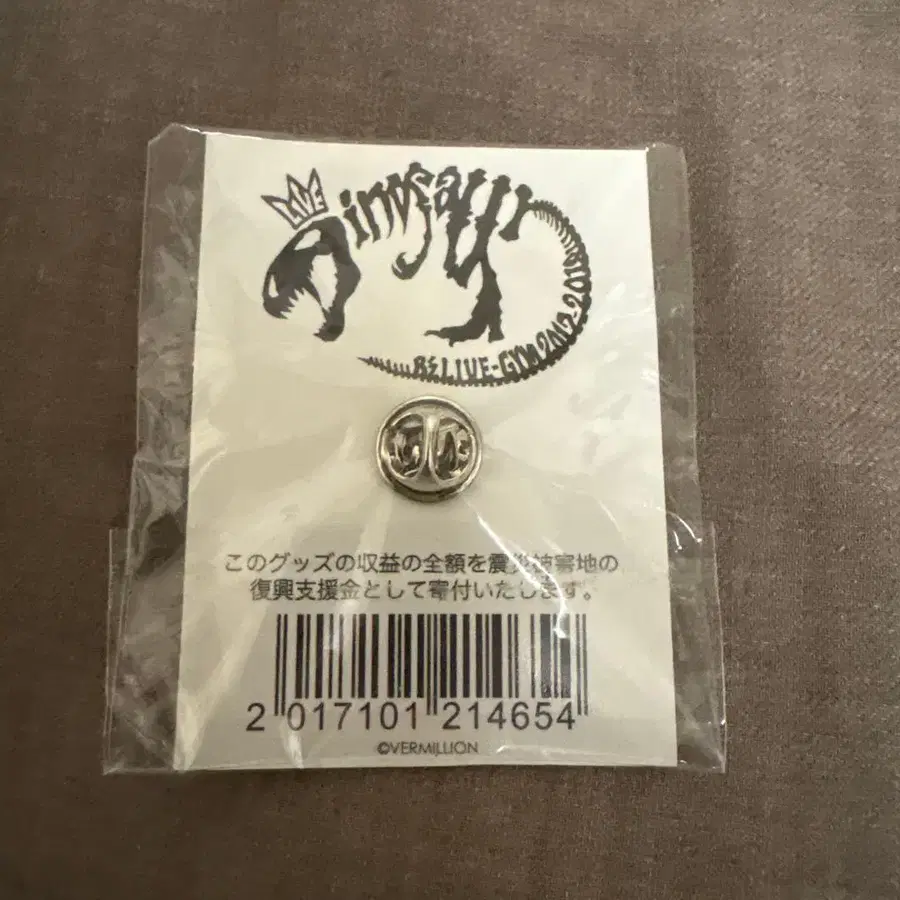 LIVE
Dinosaur
B'z LIVE-GYM 2017-2018
このグッズの収益の全額を震災被害地の
復興支援金として寄付いたします。
2 017101 214654
©VERMILLION